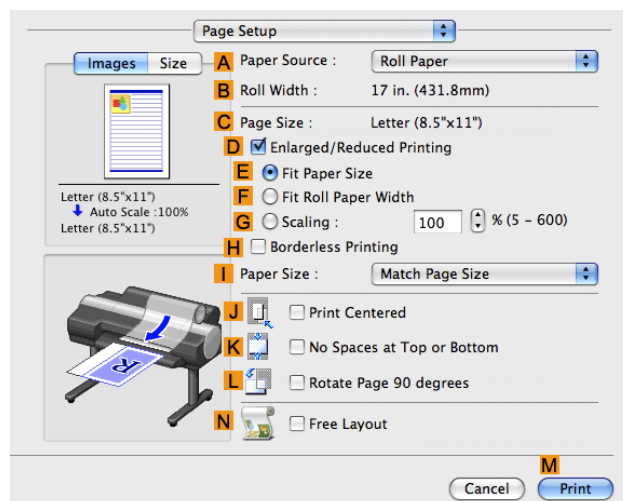 Page Setup
Images Size
A Paper Source : Roll Paper
B Roll Width : 17 in. (431.8mm)
C Page Size : Letter (8.5"x11")
D Enlarged/Reduced Printing
E Fit Paper Size
F Fit Roll Paper Width
G Scaling : 100 % (5 - 600)
Letter (8.5"x11")
Auto Scale :100%
Letter (8.5"x11")
H Borderless Printing
I Paper Size : Match Page Size
J Print Centered
K No Spaces at Top or Bottom
L Rotate Page 90 degrees
N Free Layout
R
M
Cancel Print